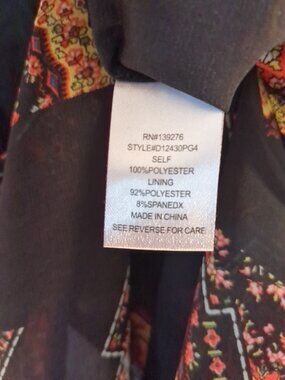 RN#139276
STYLE#D12430PG4
SELF
100%POLYESTER
LINING
92%POLYESTER
8%SPANEDX
MADE IN CHINA
SEE REVERSE FOR CARE